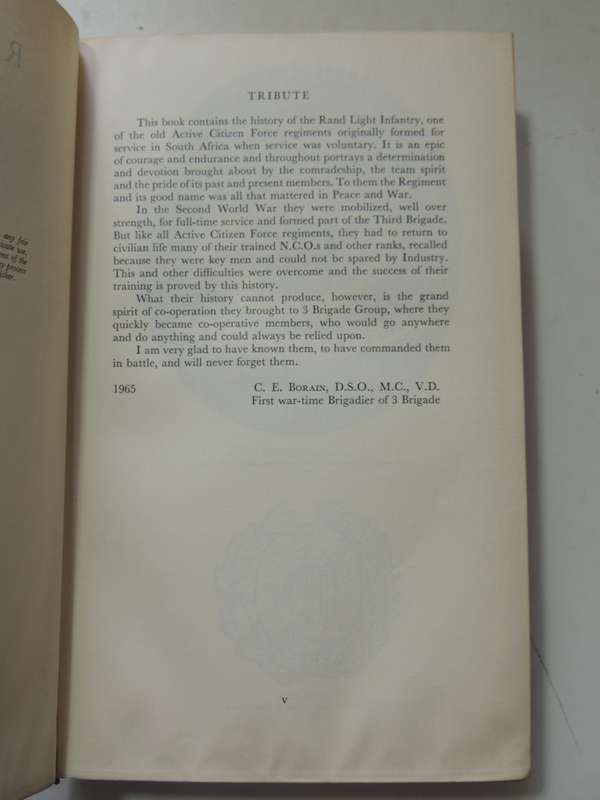 R
any fair
ivate use,
rens of the
y process
sher.
TRIBUTE
This book contains the history of the Rand Light Infantry, one
of the old Active Citizen Force regiments originally formed for
service in South Africa when service was voluntary. It is an epic
of courage and endurance and throughout portrays a determination
and devotion brought about by the comradeship, the team spirit
and the pride of its past and present members. To them the Regiment
and its good name was all that mattered in Peace and War.
In the Second World War they were mobilized, well over
strength, for full-time service and formed part of the Third Brigade.
But like all Active Citizen Force regiments, they had to return to
civilian life many of their trained N.C.O.s and other ranks, recalled
because they were key men and could not be spared by Industry.
This and other difficulties were overcome and the success of their
training is proved by this history.
What their history cannot produce, however, is the grand
spirit of co-operation they brought to 3 Brigade Group, where they
quickly became co-operative members, who would go anywhere
and do anything and could always be relied upon.
I am very glad to have known them, to have commanded them
in battle, and will never forget them.
1965 C. E. BORAIN, D.S.O., M.C., V.D.
First war-time Brigadier of 3 Brigade
v